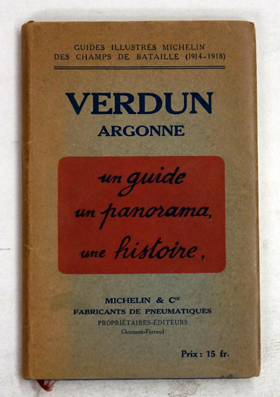 GUIDES ILLUSTRÉS MICHELIN
DES CHAMPS DE BATAILLE (1914-1918)
VERDUN
ARGONNE
un guide
un panorama,
une histoire.
MICHELIN & Cie
FABRICANTS DE PNEUMATIQUES
PROPRIÉTAIRES-ÉDITEURS
Clermont-Ferrand
Prix : 15 fr.